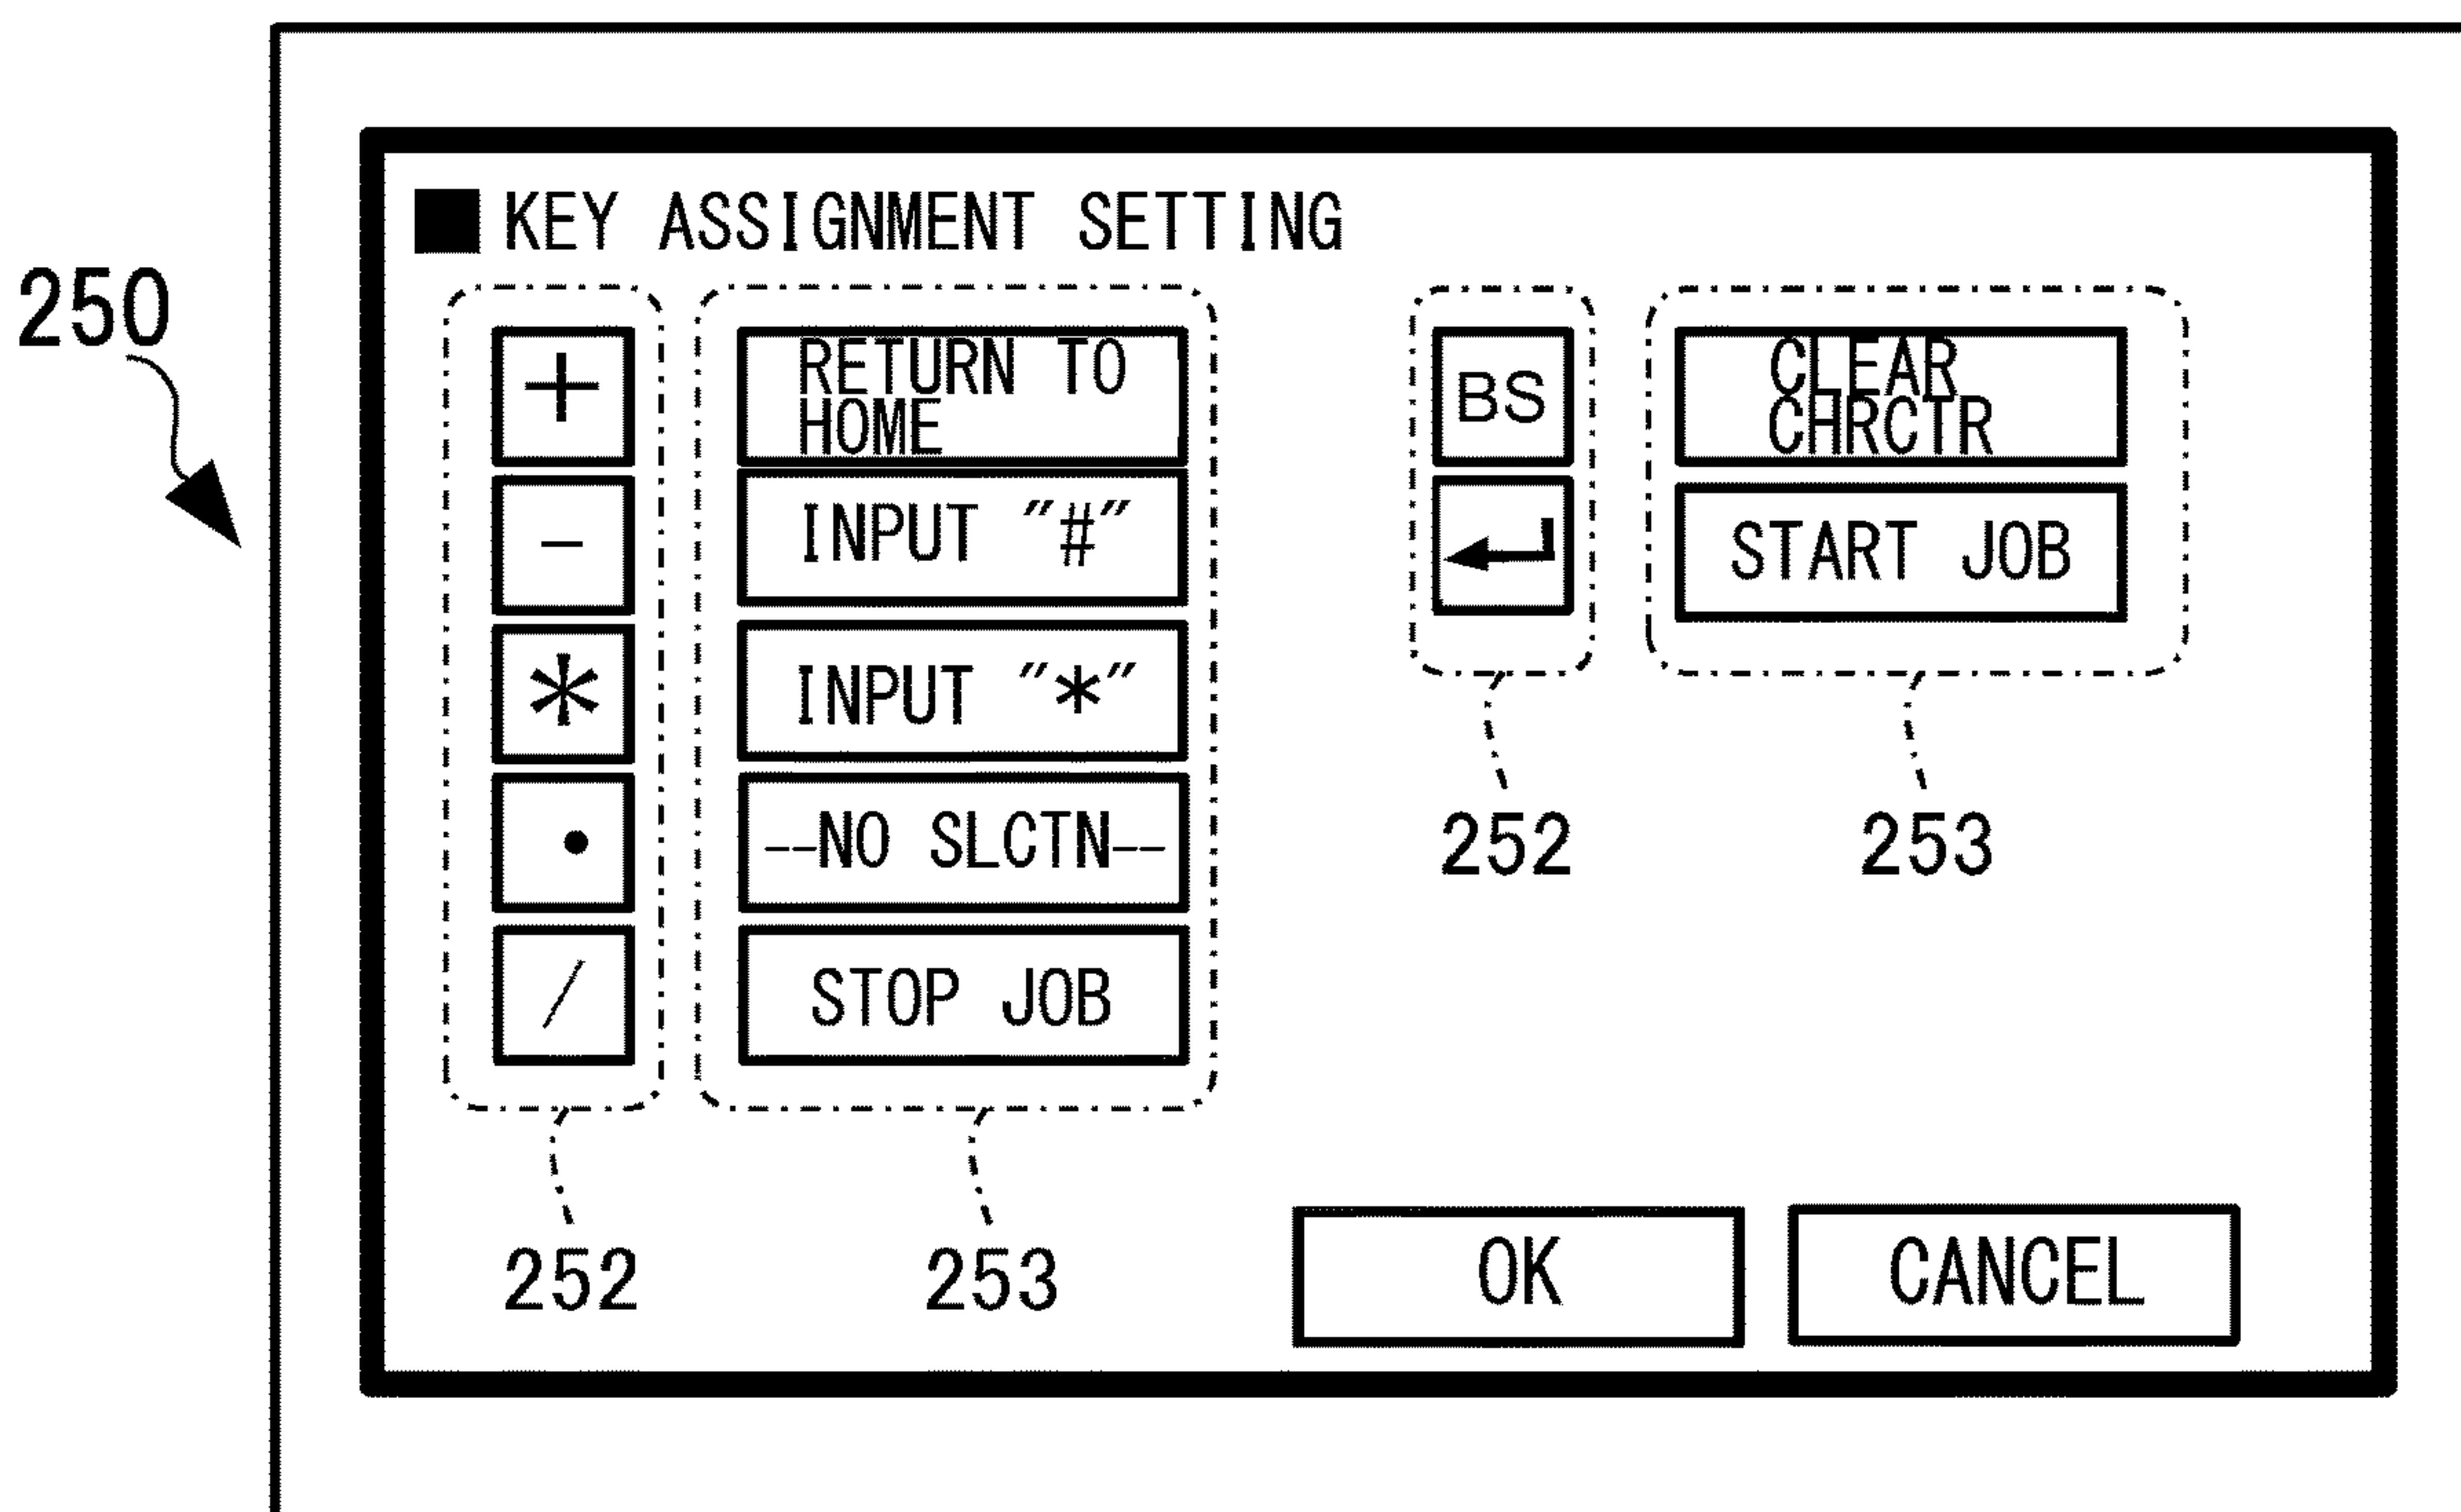 250
■ KEY ASSIGNMENT SETTING
+ RETURN TO
HOME
- INPUT "#"
* INPUT "*"
・ --NO SLCTN--
/ STOP JOB
BS CLEAR
CHRCTR
START JOB
252 253
252 253
OK CANCEL